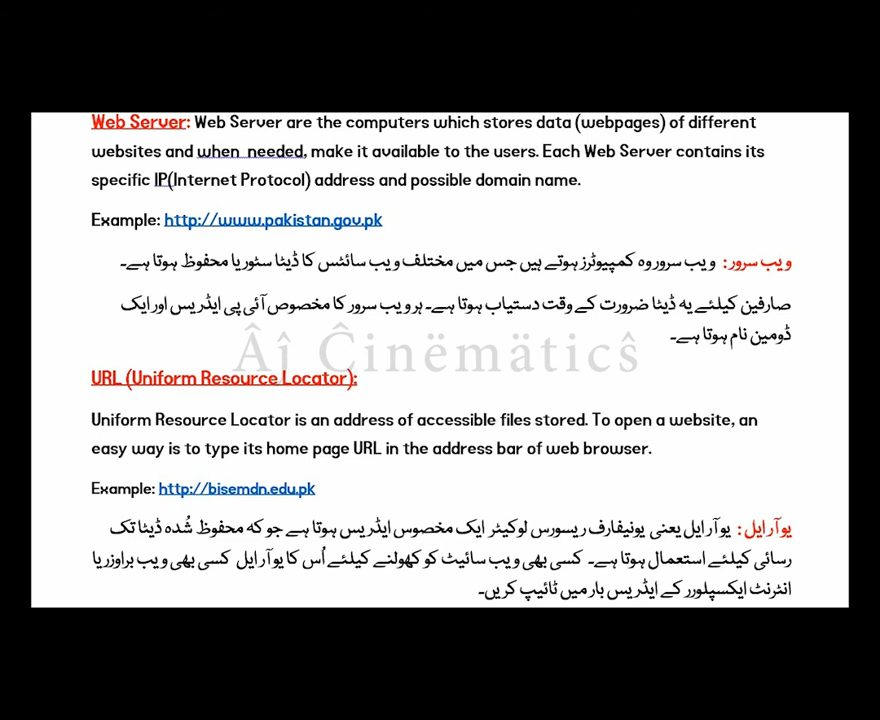 Web Server: Web Server are the computers which stores data (webpages) of different
websites and when needed, make it available to the users. Each Web Server contains its
specific IP(Internet Protocol) address and possible domain name.
Example: http://www.pakistan.gov.pk
ویب سرور: ویب سرور وہ کمپیوٹرز ہوتے ہیں جس میں مختلف ویب سائٹس کا ڈیٹا سٹور یا محفوظ ہوتا ہے۔
صارفین کیلئے یہ ڈیٹا ضرورت کے وقت دستیاب ہوتا ہے۔ ہر ویب سرور کا مخصوص آئی پی ایڈریس اور ایک
ڈومین نام ہوتا ہے۔
Âĵ Ĉinëmäticŝ
URL (Uniform Resource Locator):
Uniform Resource Locator is an address of accessible files stored. To open a website, an
easy way is to type its home page URL in the address bar of web browser.
Example: http://bisemdn.edu.pk
یو آر ایل: یو آر ایل یعنی یونیفارف ریسورس لوکیٹر ایک مخصوس ایڈریس ہوتا ہے جو کہ محفوظ شُدہ ڈیٹا تک
رسائی کیلئے استعمال ہوتا ہے۔ کسی بھی ویب سائیٹ کو کھولنے کیلئے اُس کا یو آر ایل کسی بھی ویب براوزر یا
انٹرنٹ ایکسپلورر کے ایڈریس بار میں ٹائیپ کریں۔